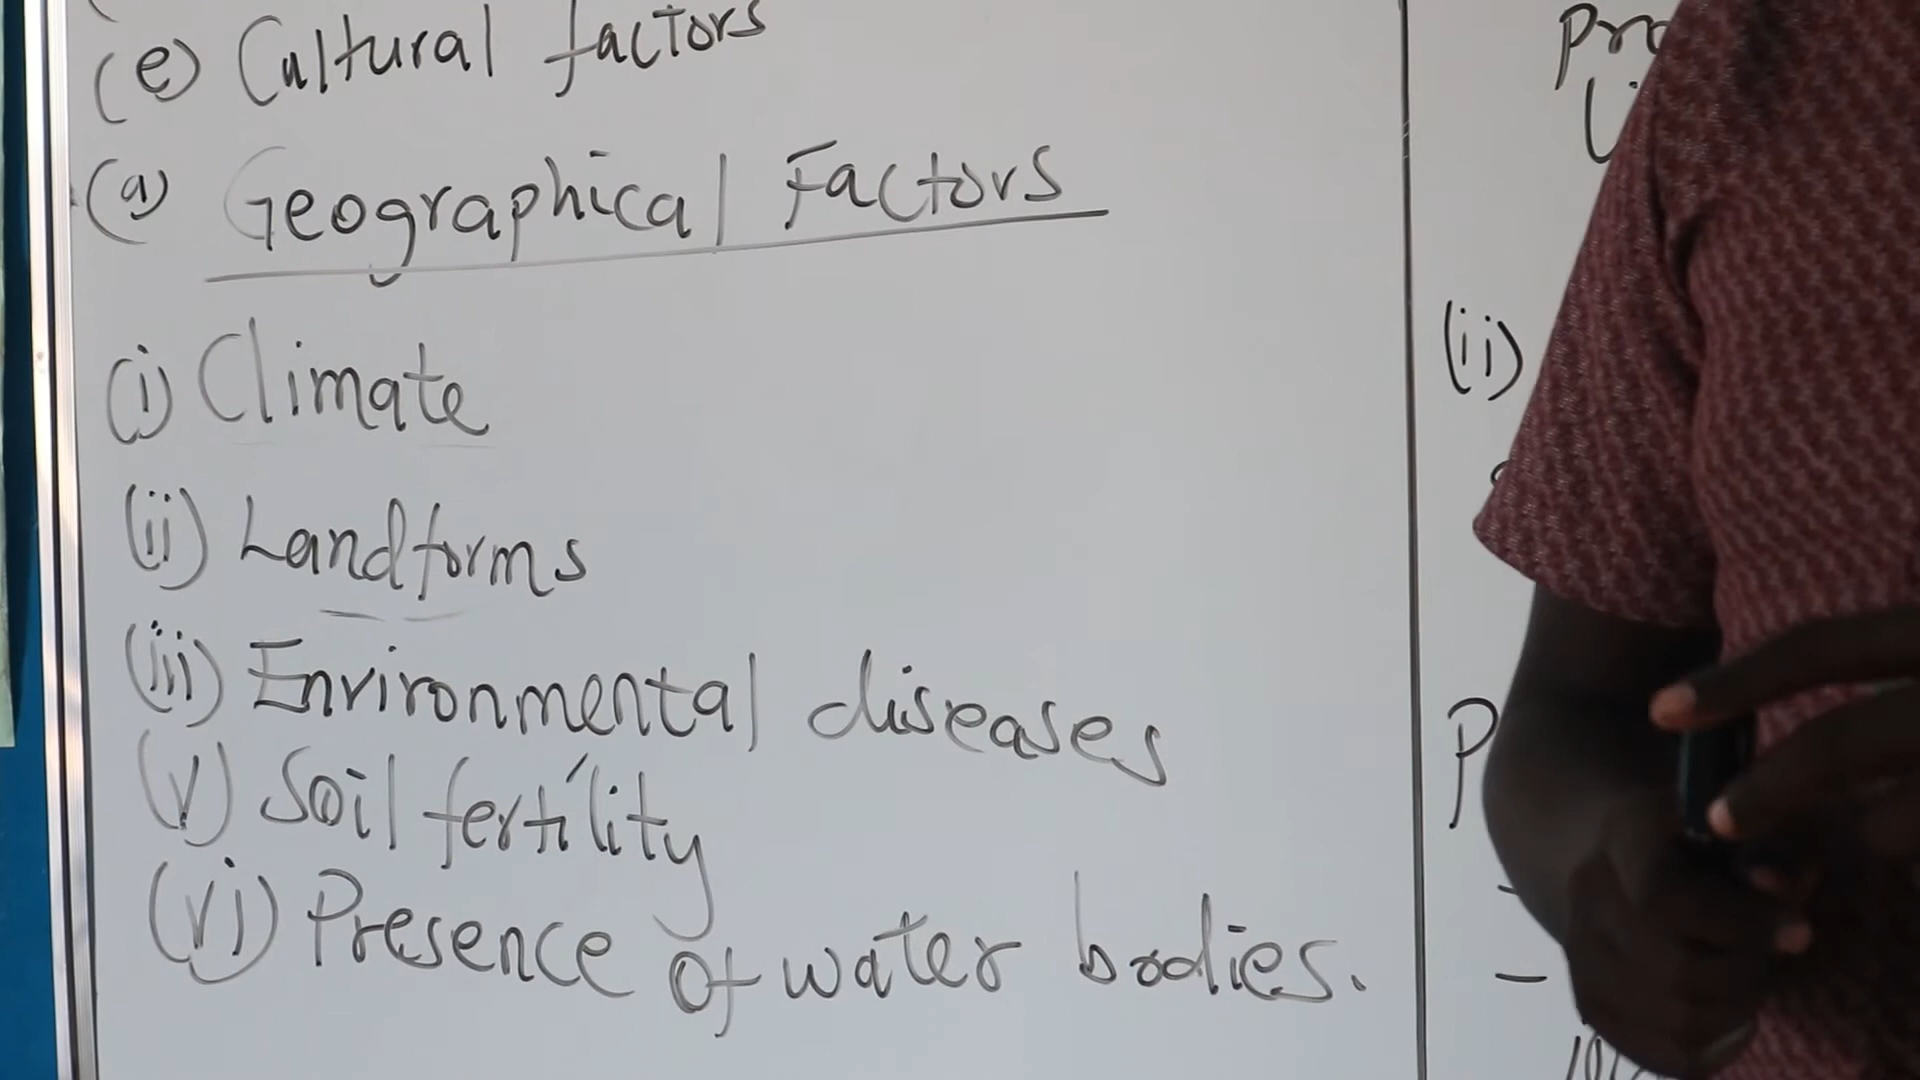 (e) Cultural factors
(a) Geographical Factors
(i) Climate
(ii) Landforms
(iii) Environmental diseases
(v) Soil fertility
(vi) Presence of water bodies.
(ii)